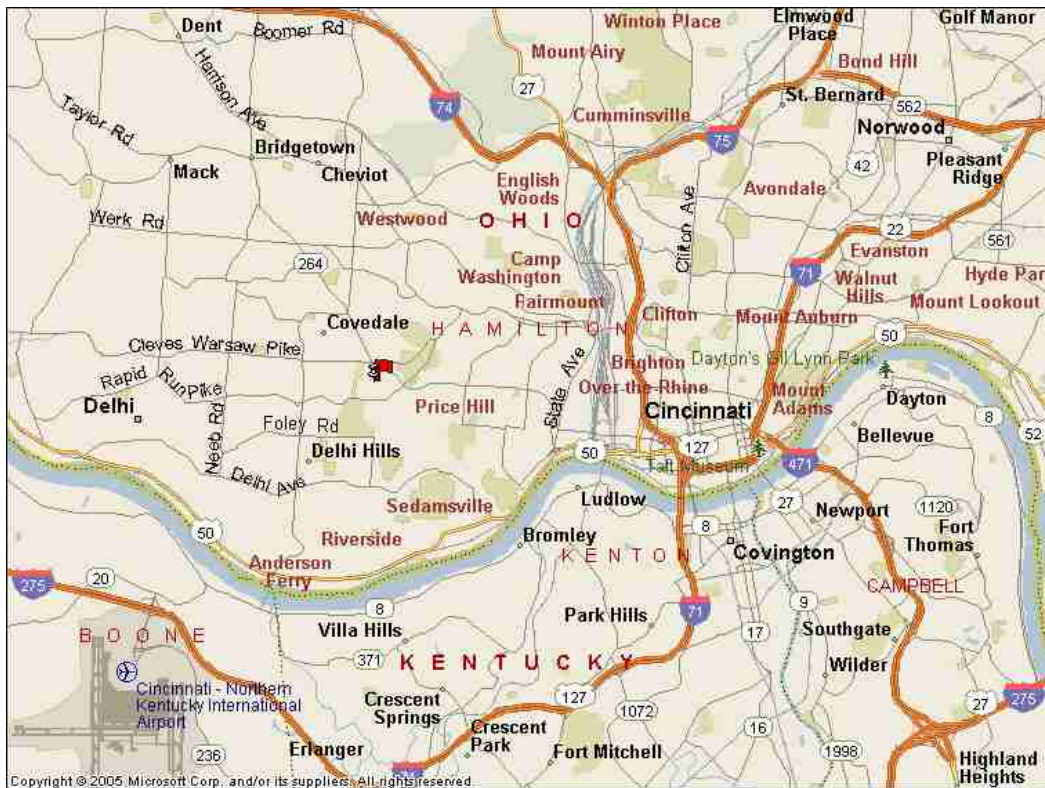 Winton Place
Elmwood
Place
Golf Manor
Dent
Boomer Rd
Mount Airy
Bond Hill
Harrison Ave
27
74
St. Bernard
562
Cumminsville
Taylor Rd
Norwood
75
Bridgetown
42
Pleasant
Ridge
Mack
Cheviot
English
Woods
Avondale
Clifton Ave
Werk Rd
Westwood
OHIO
22
561
Evanston
264
Camp
Washington
71
Walnut
Hills
Hyde Par
Fairmount
Clifton
Mount Lookout
Covedale
HAMILTON
Mount Auburn
50
Cleves Warsaw Pike
Brighton
Dayton's Gil Lynn Park
Rapid Run Pike
State Ave
Over-the-Rhine
Mount
Adams
Dayton
Delhi
Price Hill
Cincinnati
8
Neeb Rd
Foley Rd
Bellevue
52
Delhi Hills
50
127
Taft Museum
471
Delhi Ave
Sedamsville
Ludlow
27
Newport
1120
50
Riverside
Bromley
8
Fort
Thomas
Anderson
Ferry
KENTON
Covington
275
20
CAMPBELL
8
Park Hills
71
9
BOONE
Villa Hills
17
Southgate
371
KENTUCKY
Wilder
Cincinnati - Northern
Kentucky International
Airport
Crescent
Springs
127
1072
27
275
16
236
Erlanger
Crescent
Park
Fort Mitchell
1998
Highland
Heights
Copyright © 2005 Microsoft Corp. and/or its suppliers. All rights reserved.